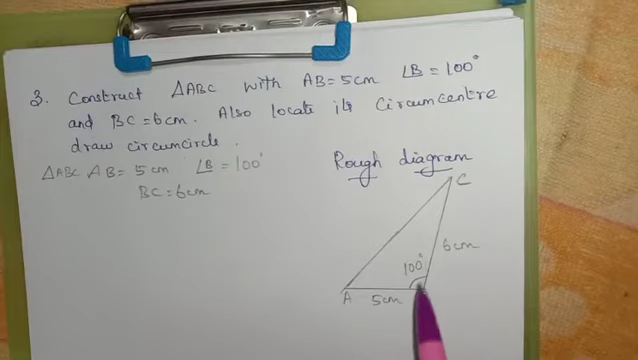 3. Construct △ABC with AB = 5cm ∠B = 100°
and BC = 6cm. Also locate its Circumcentre
draw circumcircle.
△ABC AB = 5cm ∠B = 100°
BC = 6cm
Rough diagram
C
6cm
100°
A 5cm